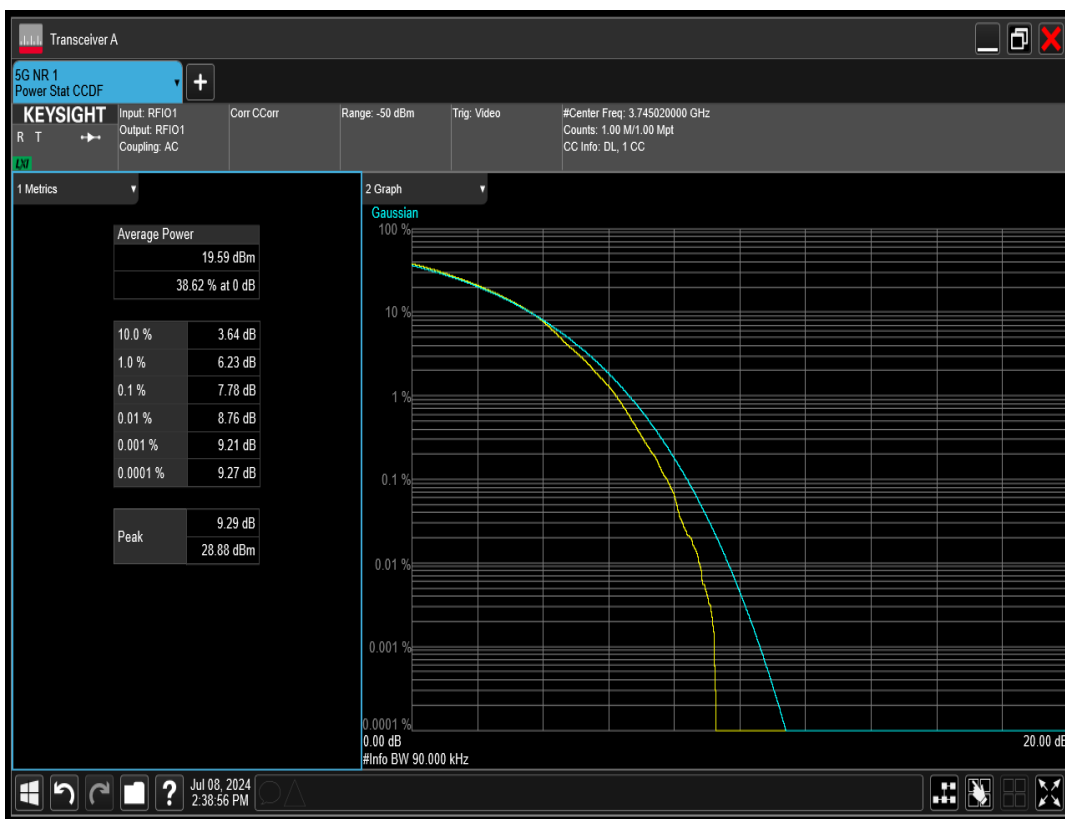 Transceiver A
5G NR 1
Power Stat CCDF
+
KEYSIGHT
R T
LXI
Input: RFIO1
Output: RFIO1
Coupling: AC
Corr CCorr
Range: -50 dBm
Trig: Video
#Center Freq: 3.745020000 GHz
Counts: 1.00 M/1.00 Mpt
CC Info: DL, 1 CC
1 Metrics
Average Power
19.59 dBm
38.62 % at 0 dB
10.0 % 3.64 dB
1.0 % 6.23 dB
0.1 % 7.78 dB
0.01 % 8.76 dB
0.001 % 9.21 dB
0.0001 % 9.27 dB
Peak
9.29 dB
28.88 dBm
2 Graph
Gaussian
100 %
10 %
1 %
0.1 %
0.01 %
0.001 %
0.0001 %
0.00 dB
20.00 dB
#Info BW 90.000 kHz
?
Jul 08, 2024
2:38:56 PM